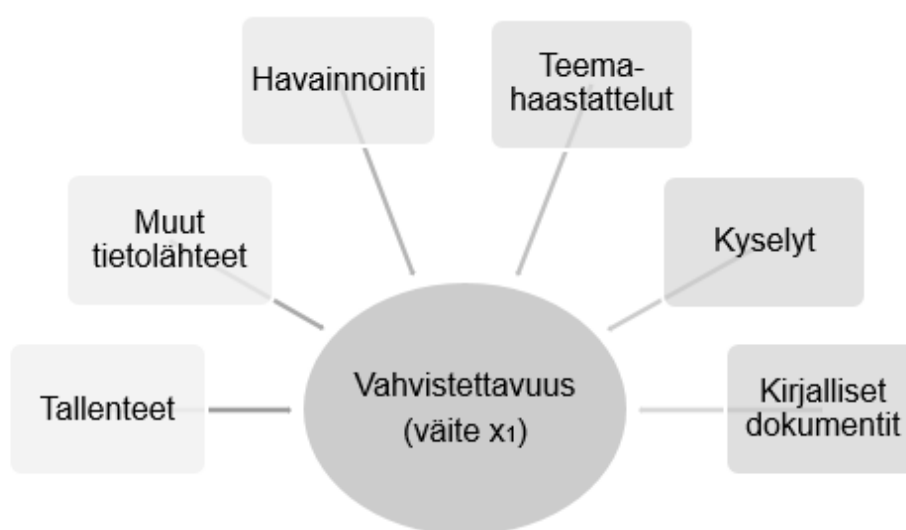 Havainnointi
Teema-
haastattelut
Muut
tietolähteet
Kyselyt
Tallenteet
Vahvistettavuus
(väite x₁)
Kirjalliset
dokumentit